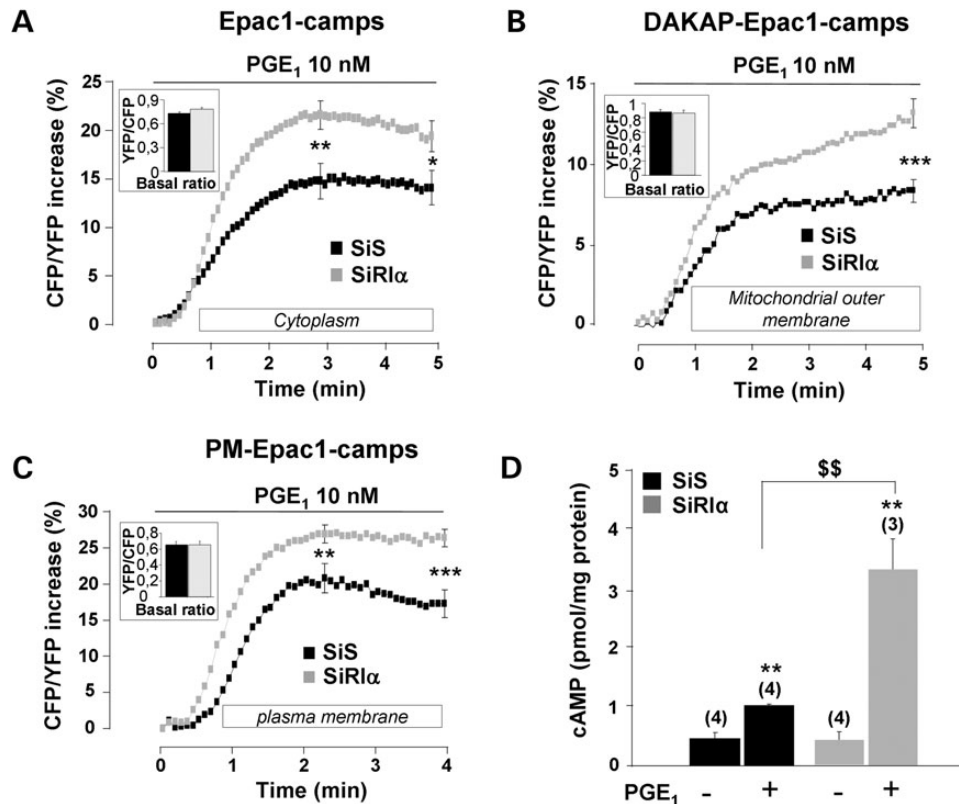 A
Epac1-camps
PGE1 10 nM
CFP/YFP increase (%)
25
20
15
10
5
0
YFP/CFP
0,9
0,6
0,3
0
Basal ratio
**
*
SiS
SiRIα
Cytoplasm
0 1 2 3 4 5
Time (min)
B
DAKAP-Epac1-camps
PGE1 10 nM
CFP/YFP increase (%)
15
10
5
0
YFP/CFP
1
0,8
0,6
0,4
0,2
0
Basal ratio
***
SiS
SiRIα
Mitochondrial outer
membrane
0 1 2 3 4 5
Time (min)
C
PM-Epac1-camps
PGE1 10 nM
CFP/YFP increase (%)
30
25
20
15
10
5
0
YFP/CFP
0,8
0,6
0,4
0,2
0
Basal ratio
**
***
SiS
SiRIα
plasma membrane
0 1 2 3 4
Time (min)
D
SiS
SiRIα
$$
cAMP (pmol/mg protein)
5
4
3
2
1
0
(4)
**
(4)
(4)
**
(3)
PGE1 - + - +